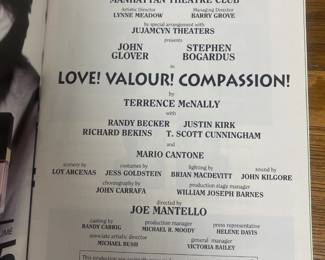 MANHATTAN THEATRE CLUB
Artistic Director Managing Director
LYNNE MEADOW BARRY GROVE
by special arrangement with
JUJAMCYN THEATERS
presents
JOHN STEPHEN
GLOVER BOGARDUS
in
LOVE! VALOUR! COMPASSION!
by
TERRENCE McNALLY
with
RANDY BECKER JUSTIN KIRK
RICHARD BEKINS T. SCOTT CUNNINGHAM
and
MARIO CANTONE
scenery by costumes by lighting by sound by
LOY ARCENAS JESS GOLDSTEIN BRIAN MACDEVITT JOHN KILGORE
choreography by production stage manager
JOHN CARRAFA WILLIAM JOSEPH BARNES
directed by
JOE MANTELLO
casting by production manager press representative
RANDY CARRIG MICHAEL R. MOODY HELENE DAVIS
associate artistic director general manager
MICHAEL BUSH VICTORIA BAILEY
This production was